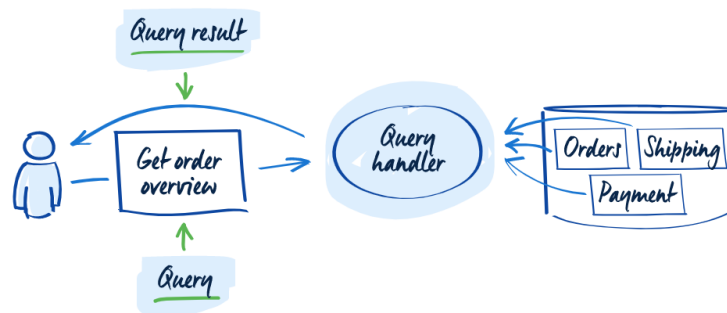 Query result
Get order
overview
Query
handler
Orders
Shipping
Payment
Query